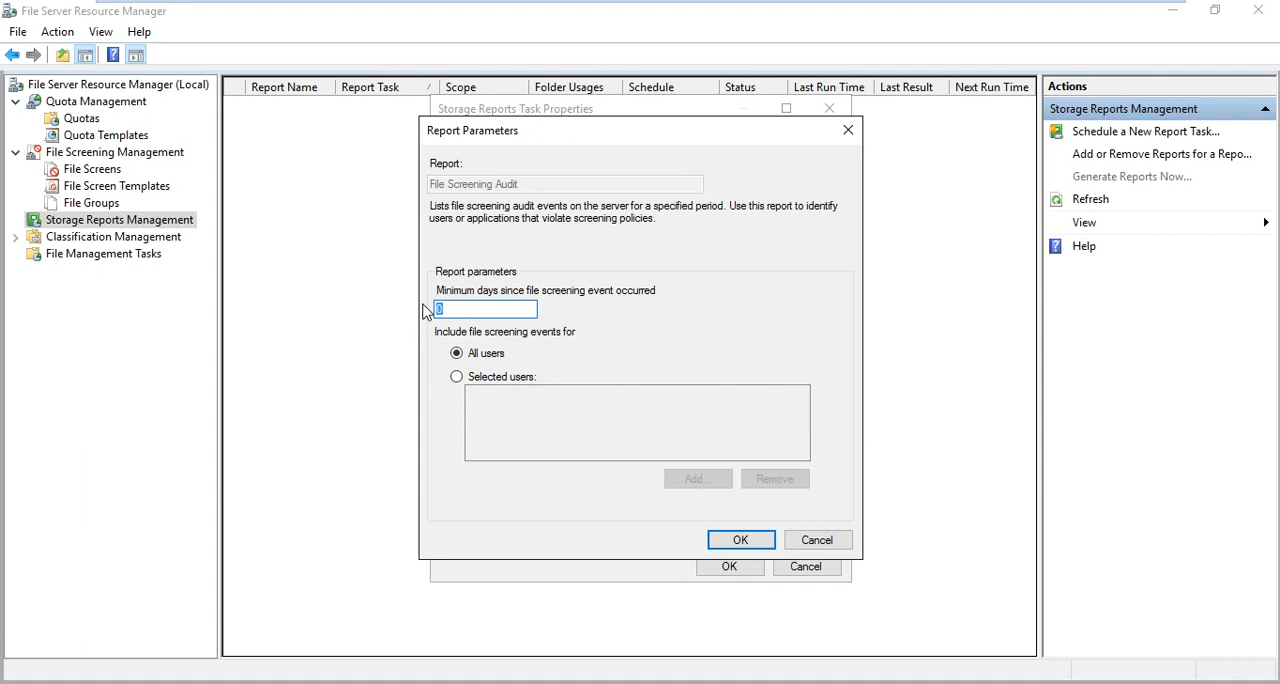 File Server Resource Manager
File Action View Help
File Server Resource Manager (Local)
Quota Management
Quotas
Quota Templates
File Screening Management
File Screens
File Screen Templates
File Groups
Storage Reports Management
Classification Management
File Management Tasks
Report Name Report Task Scope Folder Usages Schedule Status Last Run Time Last Result Next Run Time
Storage Reports Task Properties
Report Parameters
Report:
File Screening Audit
Lists file screening audit events on the server for a specified period. Use this report to identify
users or applications that violate screening policies.
Report parameters
Minimum days since file screening event occurred
0
Include file screening events for
All users
Selected users:
Add... Remove
OK Cancel
OK Cancel
Actions
Storage Reports Management
Schedule a New Report Task...
Add or Remove Reports for a Repo...
Generate Reports Now...
Refresh
View
Help